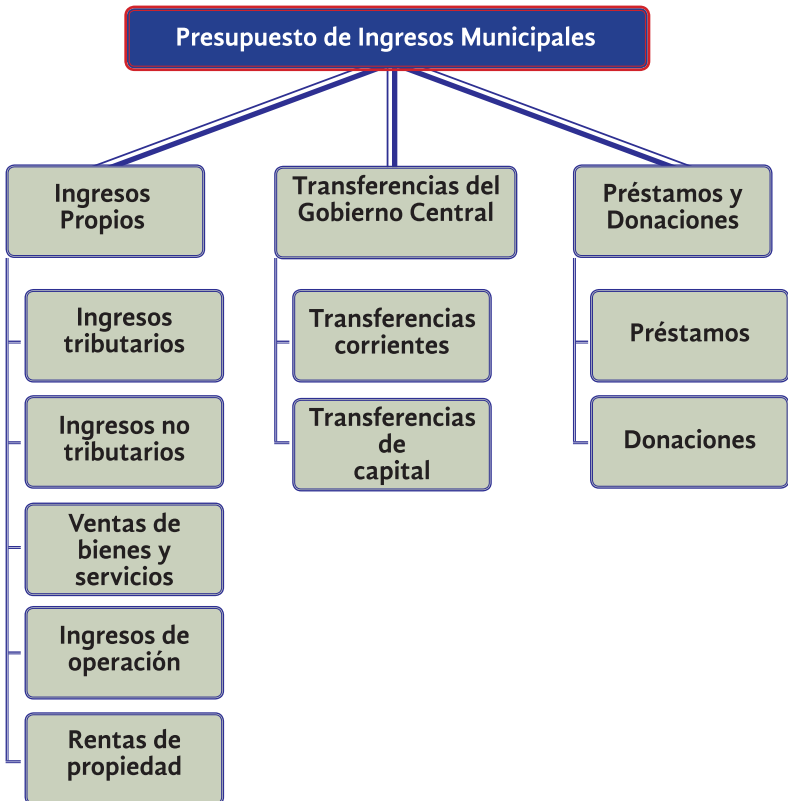 Presupuesto de Ingresos Municipales
Ingresos
Propios
Ingresos
tributarios
Ingresos no
tributarios
Ventas de
bienes y
servicios
Ingresos de
operación
Rentas de
propiedad
Transferencias del
Gobierno Central
Transferencias
corrientes
Transferencias
de
capital
Préstamos y
Donaciones
Préstamos
Donaciones